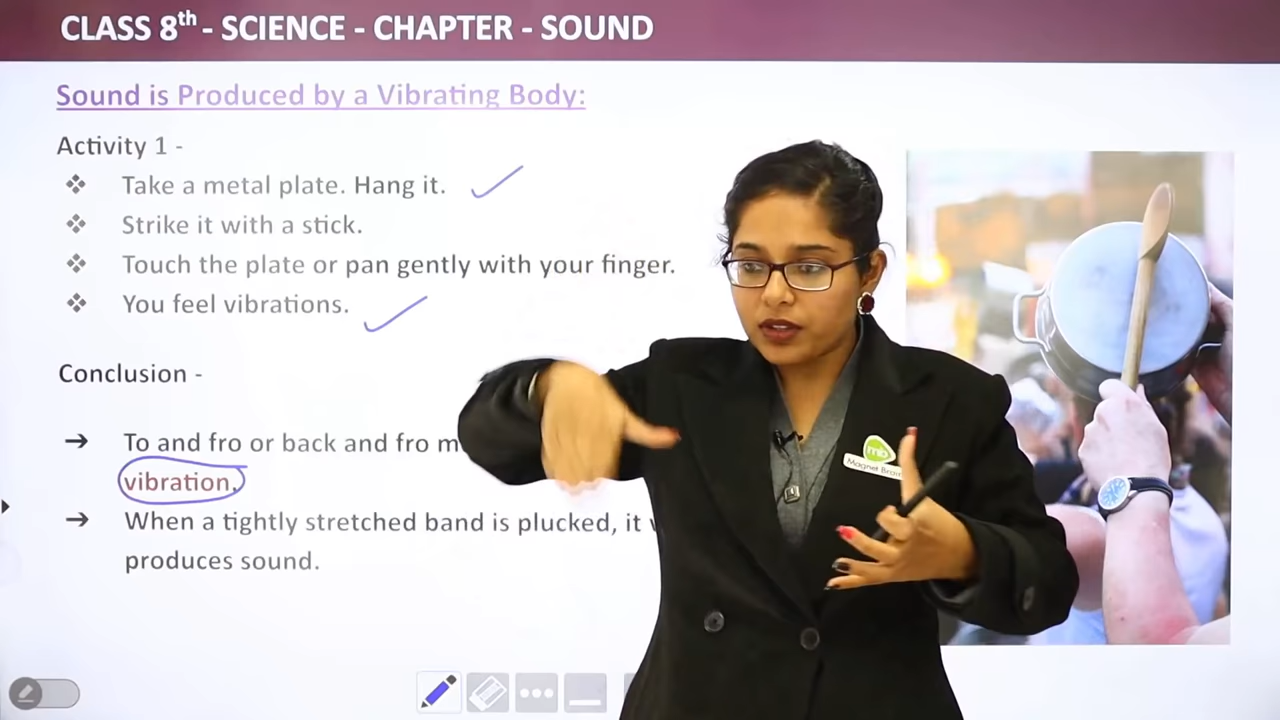 CLASS 8th - SCIENCE - CHAPTER - SOUND
Sound is Produced by a Vibrating Body:
Activity 1 -
❖ Take a metal plate. Hang it.
❖ Strike it with a stick.
❖ Touch the plate or pan gently with your finger.
❖ You feel vibrations.
Conclusion -
→ To and fro or back and fro
vibration.
→ When a tightly stretched band is plucked, it
produces sound.
mb
Magnet